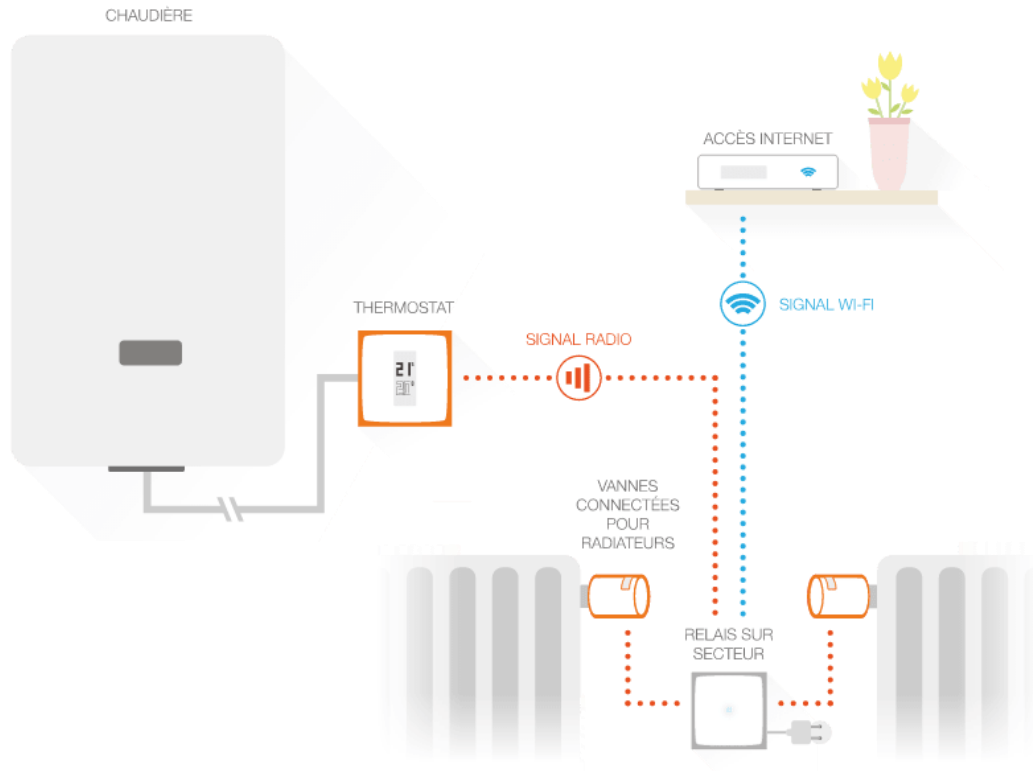 CHAUDIÈRE
ACCÈS INTERNET
THERMOSTAT
SIGNAL WI-FI
SIGNAL RADIO
21°
VANNES
CONNECTÉES
POUR
RADIATEURS
RELAIS SUR
SECTEUR